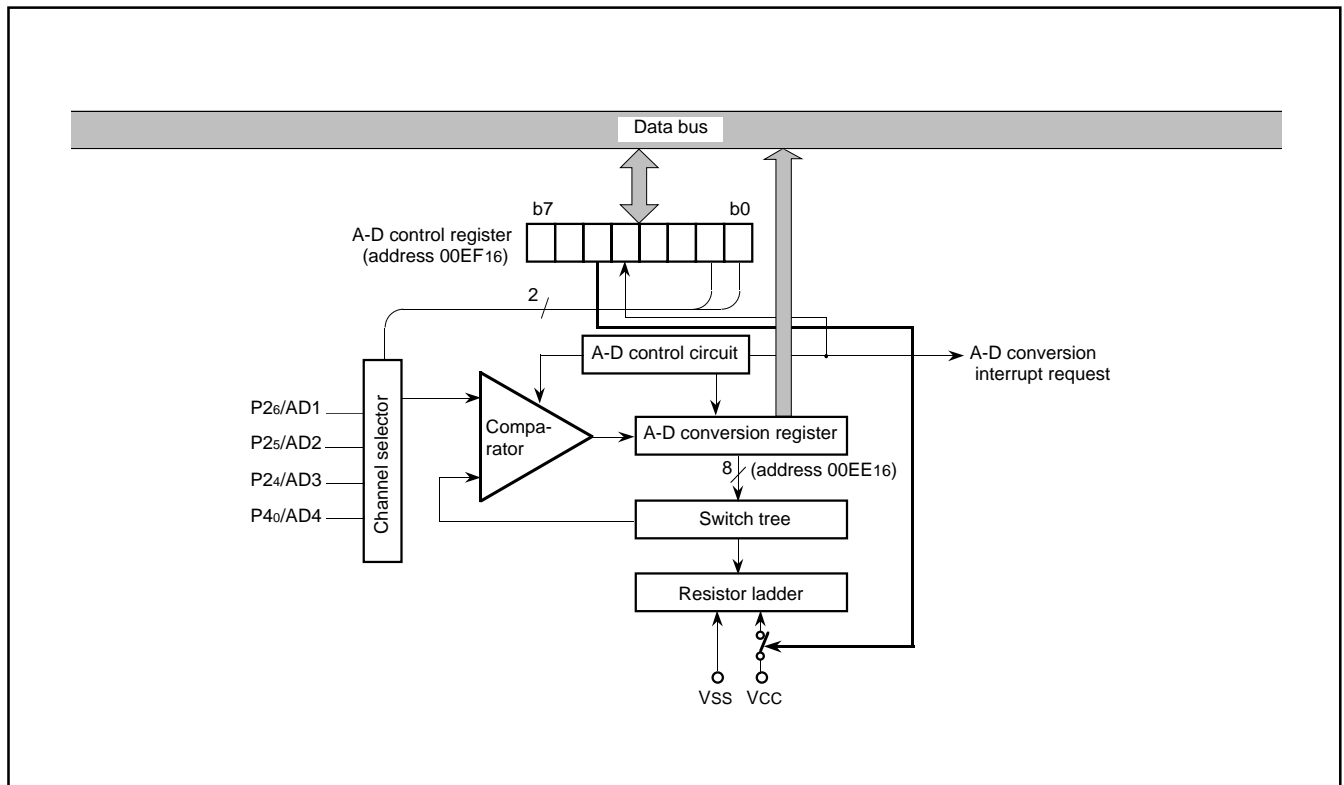 Data bus
b7 b0
A-D control register
(address 00EF16)
2
A-D control circuit
A-D conversion
interrupt request
P26/AD1
P25/AD2
P24/AD3
P40/AD4
Channel selector
Compa-
rator
A-D conversion register
8 (address 00EE16)
Switch tree
Resistor ladder
VSS VCC